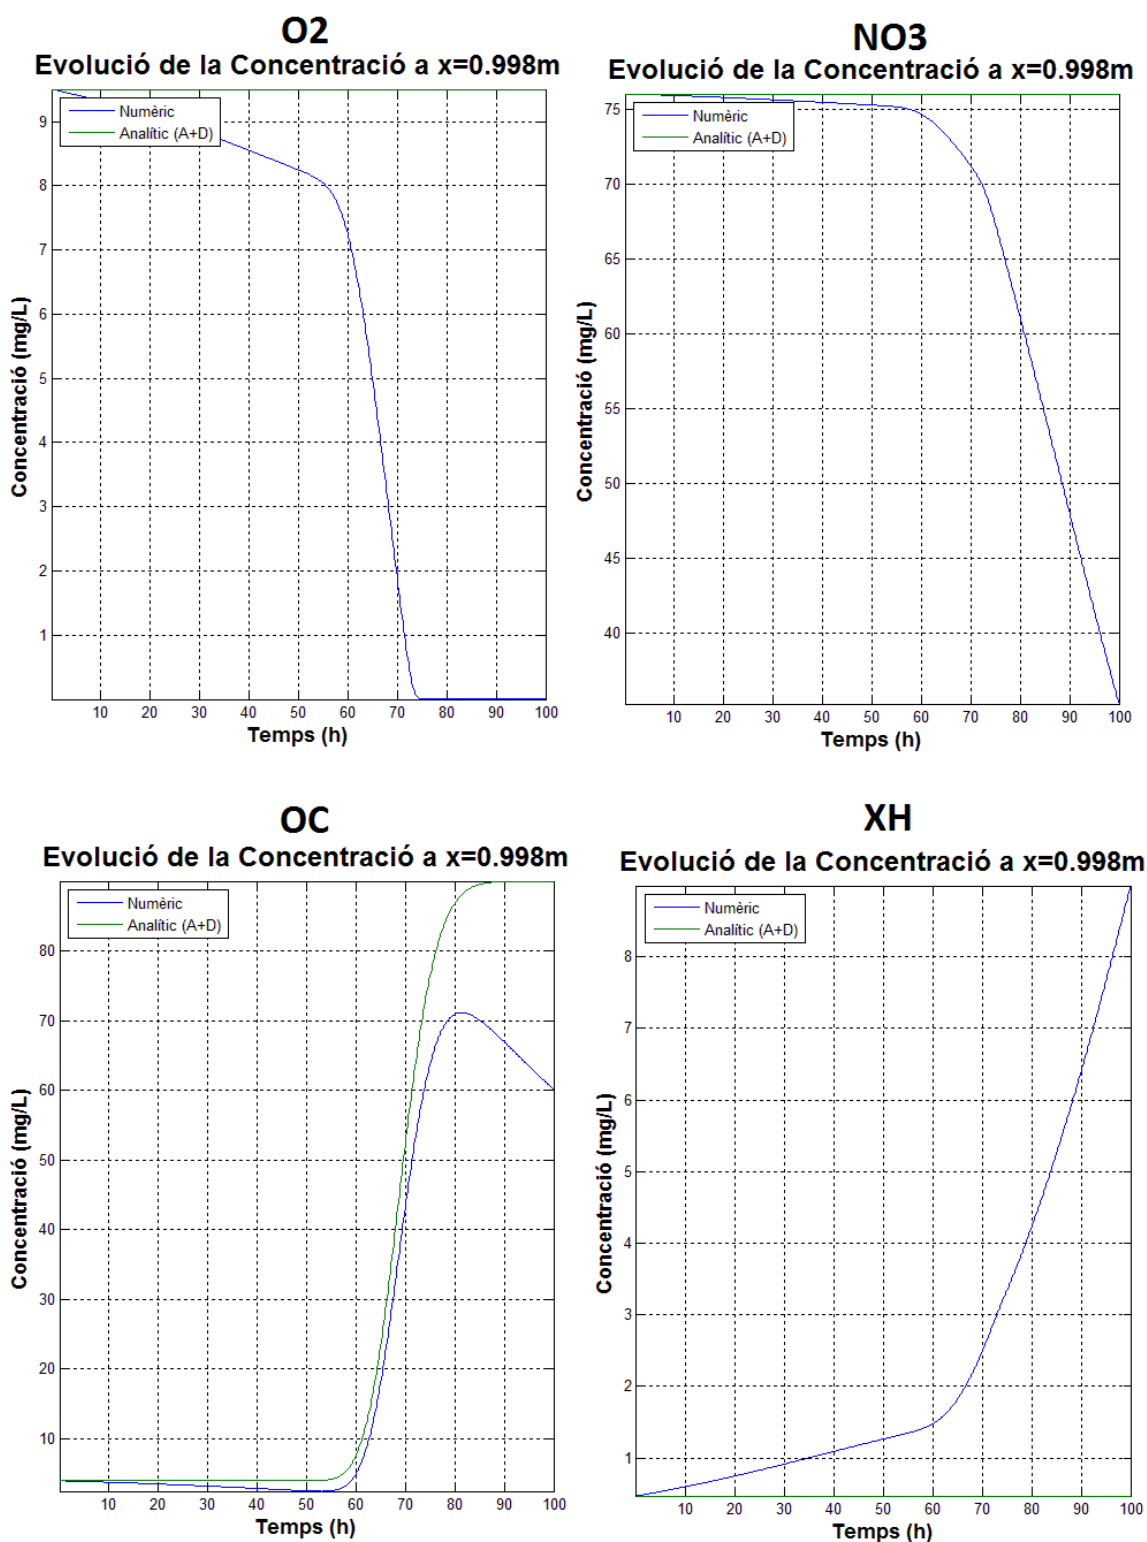 O2
Evolució de la Concentració a x=0.998m
Numèric
Analític (A+D)
Concentració (mg/L)
9
8
7
6
5
4
3
2
1
10 20 30 40 50 60 70 80 90 100
Temps (h)
NO3
Evolució de la Concentració a x=0.998m
Numèric
Analític (A+D)
Concentració (mg/L)
75
70
65
60
55
50
45
40
10 20 30 40 50 60 70 80 90 100
Temps (h)
OC
Evolució de la Concentració a x=0.998m
Numèric
Analític (A+D)
Concentració (mg/L)
80
70
60
50
40
30
20
10
10 20 30 40 50 60 70 80 90 100
Temps (h)
XH
Evolució de la Concentració a x=0.998m
Numèric
Analític (A+D)
Concentració (mg/L)
8
7
6
5
4
3
2
1
10 20 30 40 50 60 70 80 90 100
Temps (h)